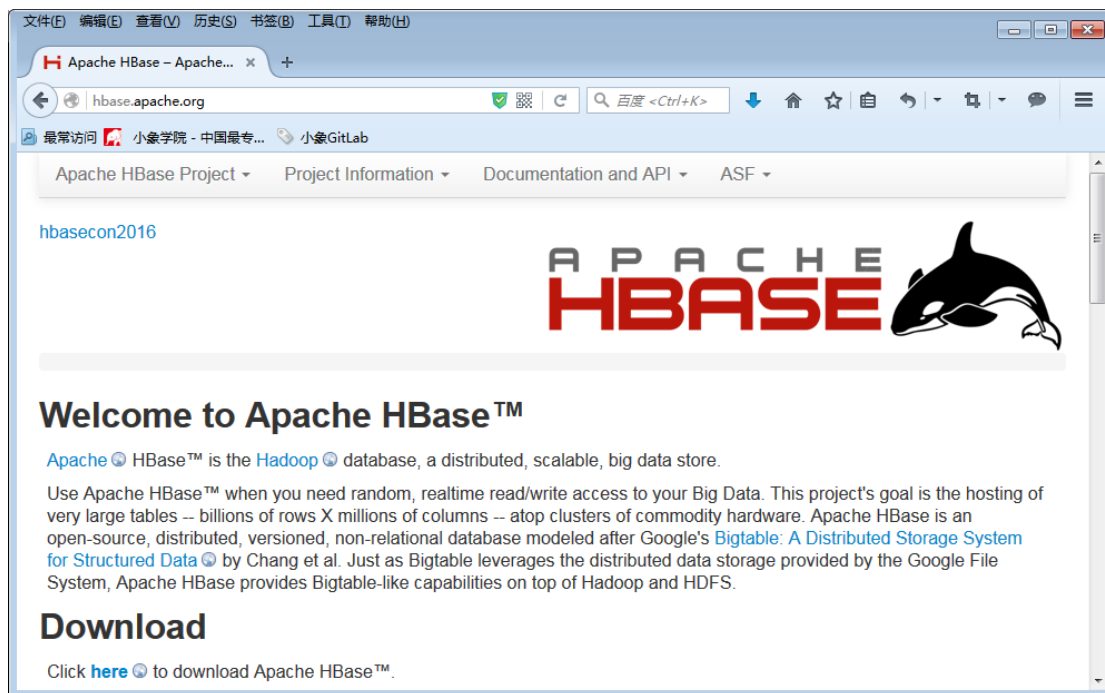 文件(F) 编辑(E) 查看(V) 历史(S) 书签(B) 工具(T) 帮助(H)
Apache HBase – Apache...
hbase.apache.org
百度 <Ctrl+K>
最常访问 小象学院 - 中国最专... 小象GitLab
Apache HBase Project Project Information Documentation and API ASF
hbasecon2016
APACHE
HBASE
Welcome to Apache HBase™
Apache HBase™ is the Hadoop database, a distributed, scalable, big data store.
Use Apache HBase™ when you need random, realtime read/write access to your Big Data. This project's goal is the hosting of
very large tables -- billions of rows X millions of columns -- atop clusters of commodity hardware. Apache HBase is an
open-source, distributed, versioned, non-relational database modeled after Google's Bigtable: A Distributed Storage System
for Structured Data by Chang et al. Just as Bigtable leverages the distributed data storage provided by the Google File
System, Apache HBase provides Bigtable-like capabilities on top of Hadoop and HDFS.
Download
Click here to download Apache HBase™.